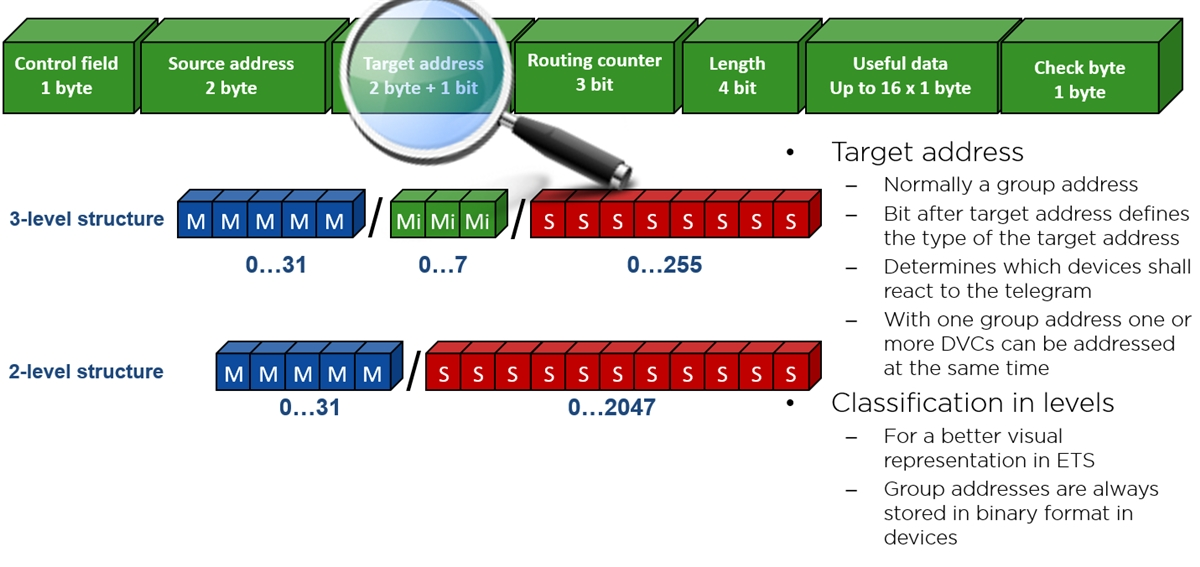 Control field
1 byte
Source address
2 byte
Target address
2 byte + 1 bit
Routing counter
3 bit
Length
4 bit
Useful data
Up to 16 x 1 byte
Check byte
1 byte
3-level structure
M M M M M / Mi Mi Mi / S S S S S S S S
0...31 0...7 0...255
2-level structure
M M M M M / S S S S S S S S S S S
0...31 0...2047
• Target address
– Normally a group address
– Bit after target address defines
the type of the target address
– Determines which devices shall
react to the telegram
– With one group address one or
more DVCs can be addressed
at the same time
• Classification in levels
– For a better visual
representation in ETS
– Group addresses are always
stored in binary format in
devices